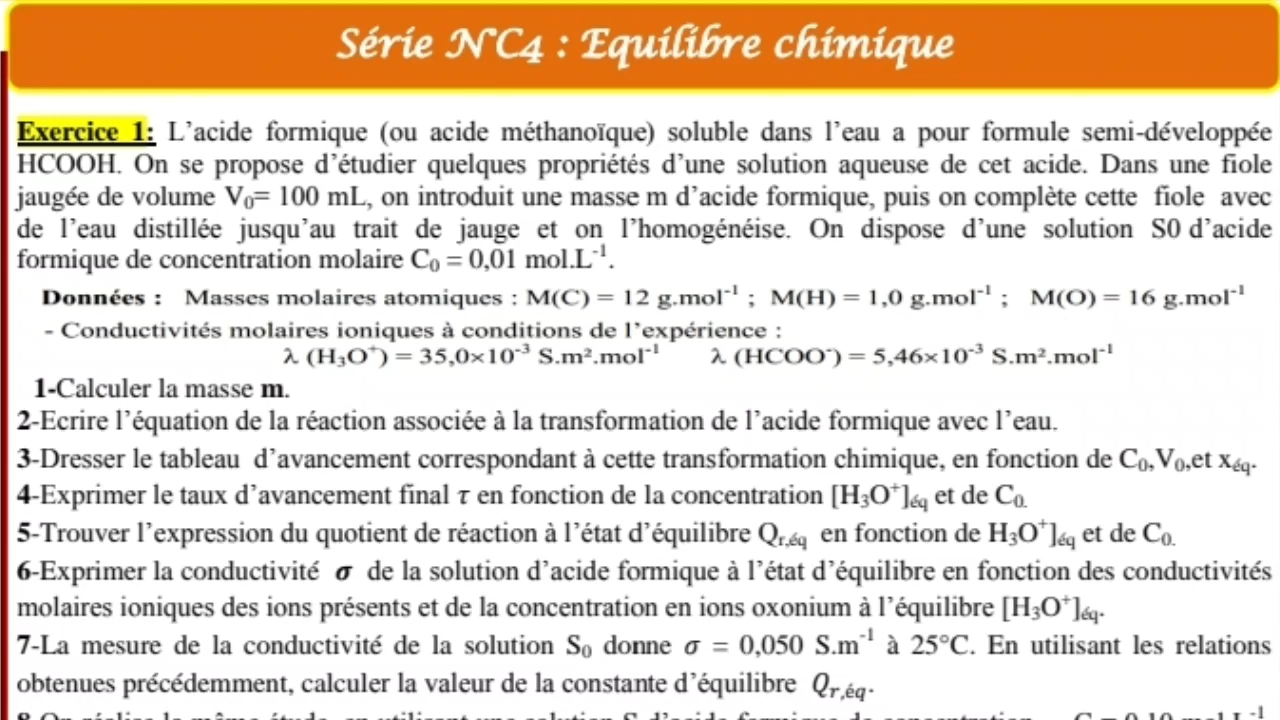 Série N°C4 : Equilibre chimique
Exercice 1: L'acide formique (ou acide méthanoïque) soluble dans l'eau a pour formule semi-développée
HCOOH. On se propose d'étudier quelques propriétés d'une solution aqueuse de cet acide. Dans une fiole
jaugée de volume V₀= 100 mL, on introduit une masse m d'acide formique, puis on complète cette fiole avec
de l'eau distillée jusqu'au trait de jauge et on l'homogénéise. On dispose d'une solution S0 d'acide
formique de concentration molaire C₀ = 0,01 mol.L⁻¹.
Données : Masses molaires atomiques : M(C) = 12 g.mol⁻¹ ; M(H) = 1,0 g.mol⁻¹ ; M(O) = 16 g.mol⁻¹
- Conductivités molaires ioniques à conditions de l'expérience :
λ (H₃O⁺) = 35,0×10⁻³ S.m².mol⁻¹ λ (HCOO⁻) = 5,46×10⁻³ S.m².mol⁻¹
1-Calculer la masse m.
2-Ecrire l'équation de la réaction associée à la transformation de l'acide formique avec l'eau.
3-Dresser le tableau d'avancement correspondant à cette transformation chimique, en fonction de C₀,V₀,et xéq.
4-Exprimer le taux d'avancement final τ en fonction de la concentration [H₃O⁺]éq et de C₀.
5-Trouver l'expression du quotient de réaction à l'état d'équilibre Qr,éq en fonction de H₃O⁺]éq et de C₀.
6-Exprimer la conductivité σ de la solution d'acide formique à l'état d'équilibre en fonction des conductivités
molaires ioniques des ions présents et de la concentration en ions oxonium à l'équilibre [H₃O⁺]éq.
7-La mesure de la conductivité de la solution S₀ donne σ = 0,050 S.m⁻¹ à 25°C. En utilisant les relations
obtenues précédemment, calculer la valeur de la constante d'équilibre Qr,éq.